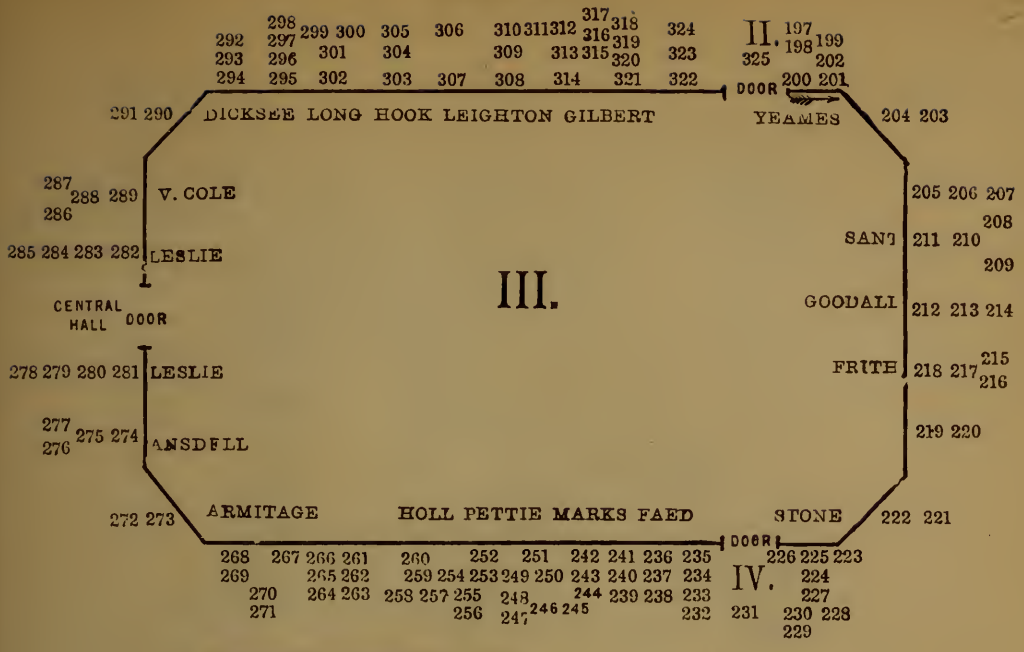 317 318
298 299 300 305 306 310 311 312 316 319 324 II. 197 198 199
292 297 301 304 309 313 315 320 323 325 202
293 296
294 295 302 303 307 308 314 321 322 DOOR 200 201
291 290 DICKSEE LONG HOOK LEIGHTON GILBERT YEAMES 204 203
287 288 289 V. COLE 205 206 207
286 208
SANT 211 210
285 284 283 282 LESLIE 209
III.
CENTRAL HALL DOOR GOODALL 212 213 214
278 279 280 281 LESLIE FRITH 218 217 215
216
277 275 274 ANSDELL 219 220
276
272 273 ARMITAGE HOLL PETTIE MARKS FAED STONE 222 221
DOOR
268 267 266 261 260 252 251 242 241 236 235 226 225 223
269 265 262 259 254 253 249 250 243 240 237 234 IV. 224
270 264 263 258 257 255 248 244 239 238 233 227
271 256 247 246 245 232 231 230 228
229